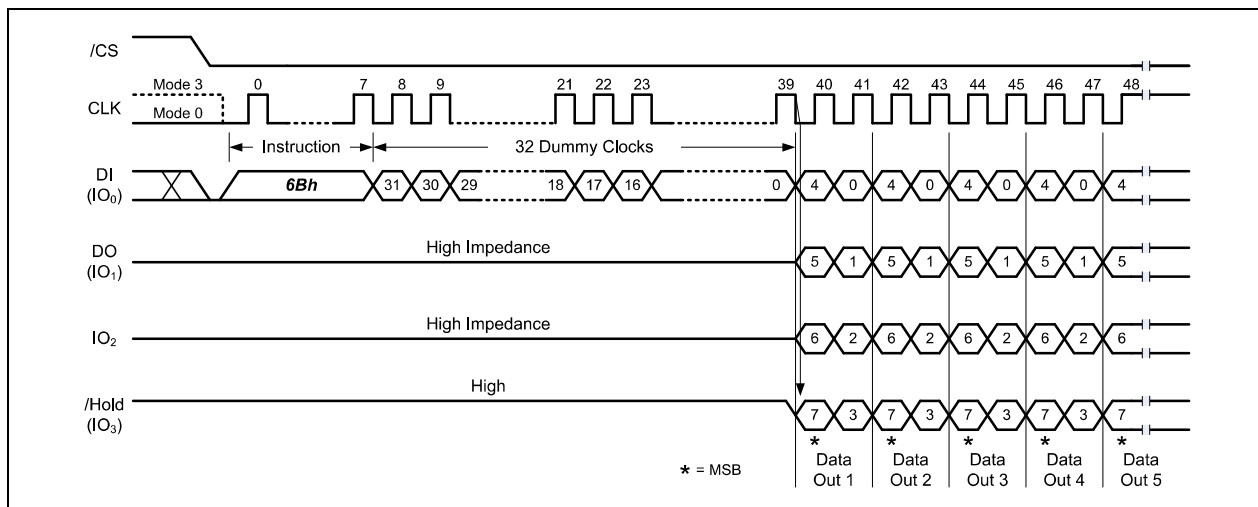 /CS
Mode 3 0 7 8 9 21 22 23 39 40 41 42 43 44 45 46 47 48
CLK
Mode 0
Instruction 32 Dummy Clocks
DI
(IO0) 6Bh 31 30 29 18 17 16 0 4 0 4 0 4 0 4 0 4
High Impedance
DO
(IO1) 5 1 5 1 5 1 5 1 5
High Impedance
IO2 6 2 6 2 6 2 6 2 6
High
/Hold
(IO3) 7 3 7 3 7 3 7 3 7
* * * * *
* = MSB
Data Data Data Data Data
Out 1 Out 2 Out 3 Out 4 Out 5